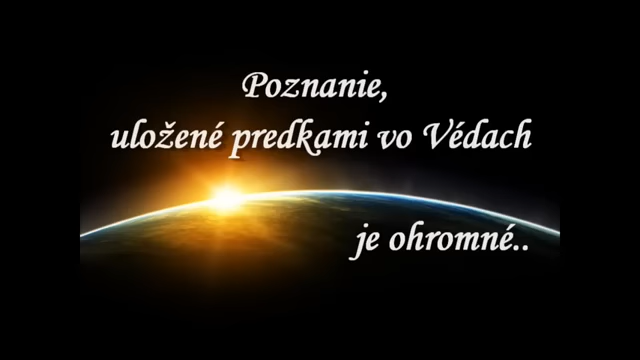 Poznanie,
uložené predkami vo Védach
je ohromné..